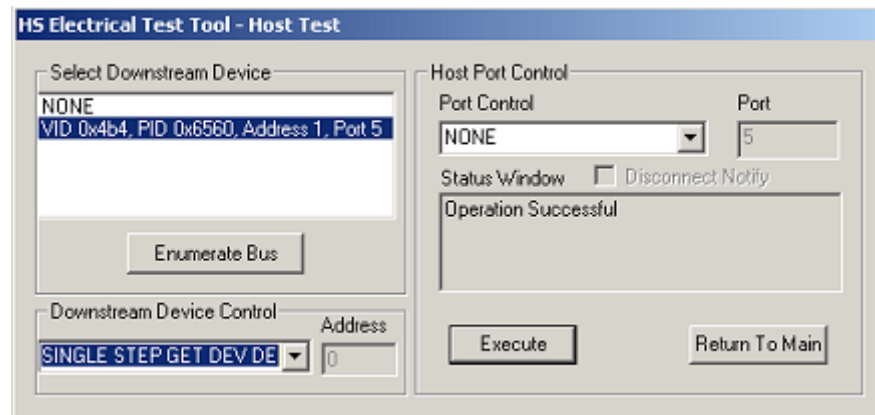 HS Electrical Test Tool - Host Test
Select Downstream Device
NONE
VID 0x4b4, PID 0x6560, Address 1, Port 5
Enumerate Bus
Downstream Device Control
Address
SINGLE STEP GET DEV DE
0
Host Port Control
Port Control
Port
NONE
5
Status Window
Disconnect Notify
Operation Successful
Execute
Return To Main